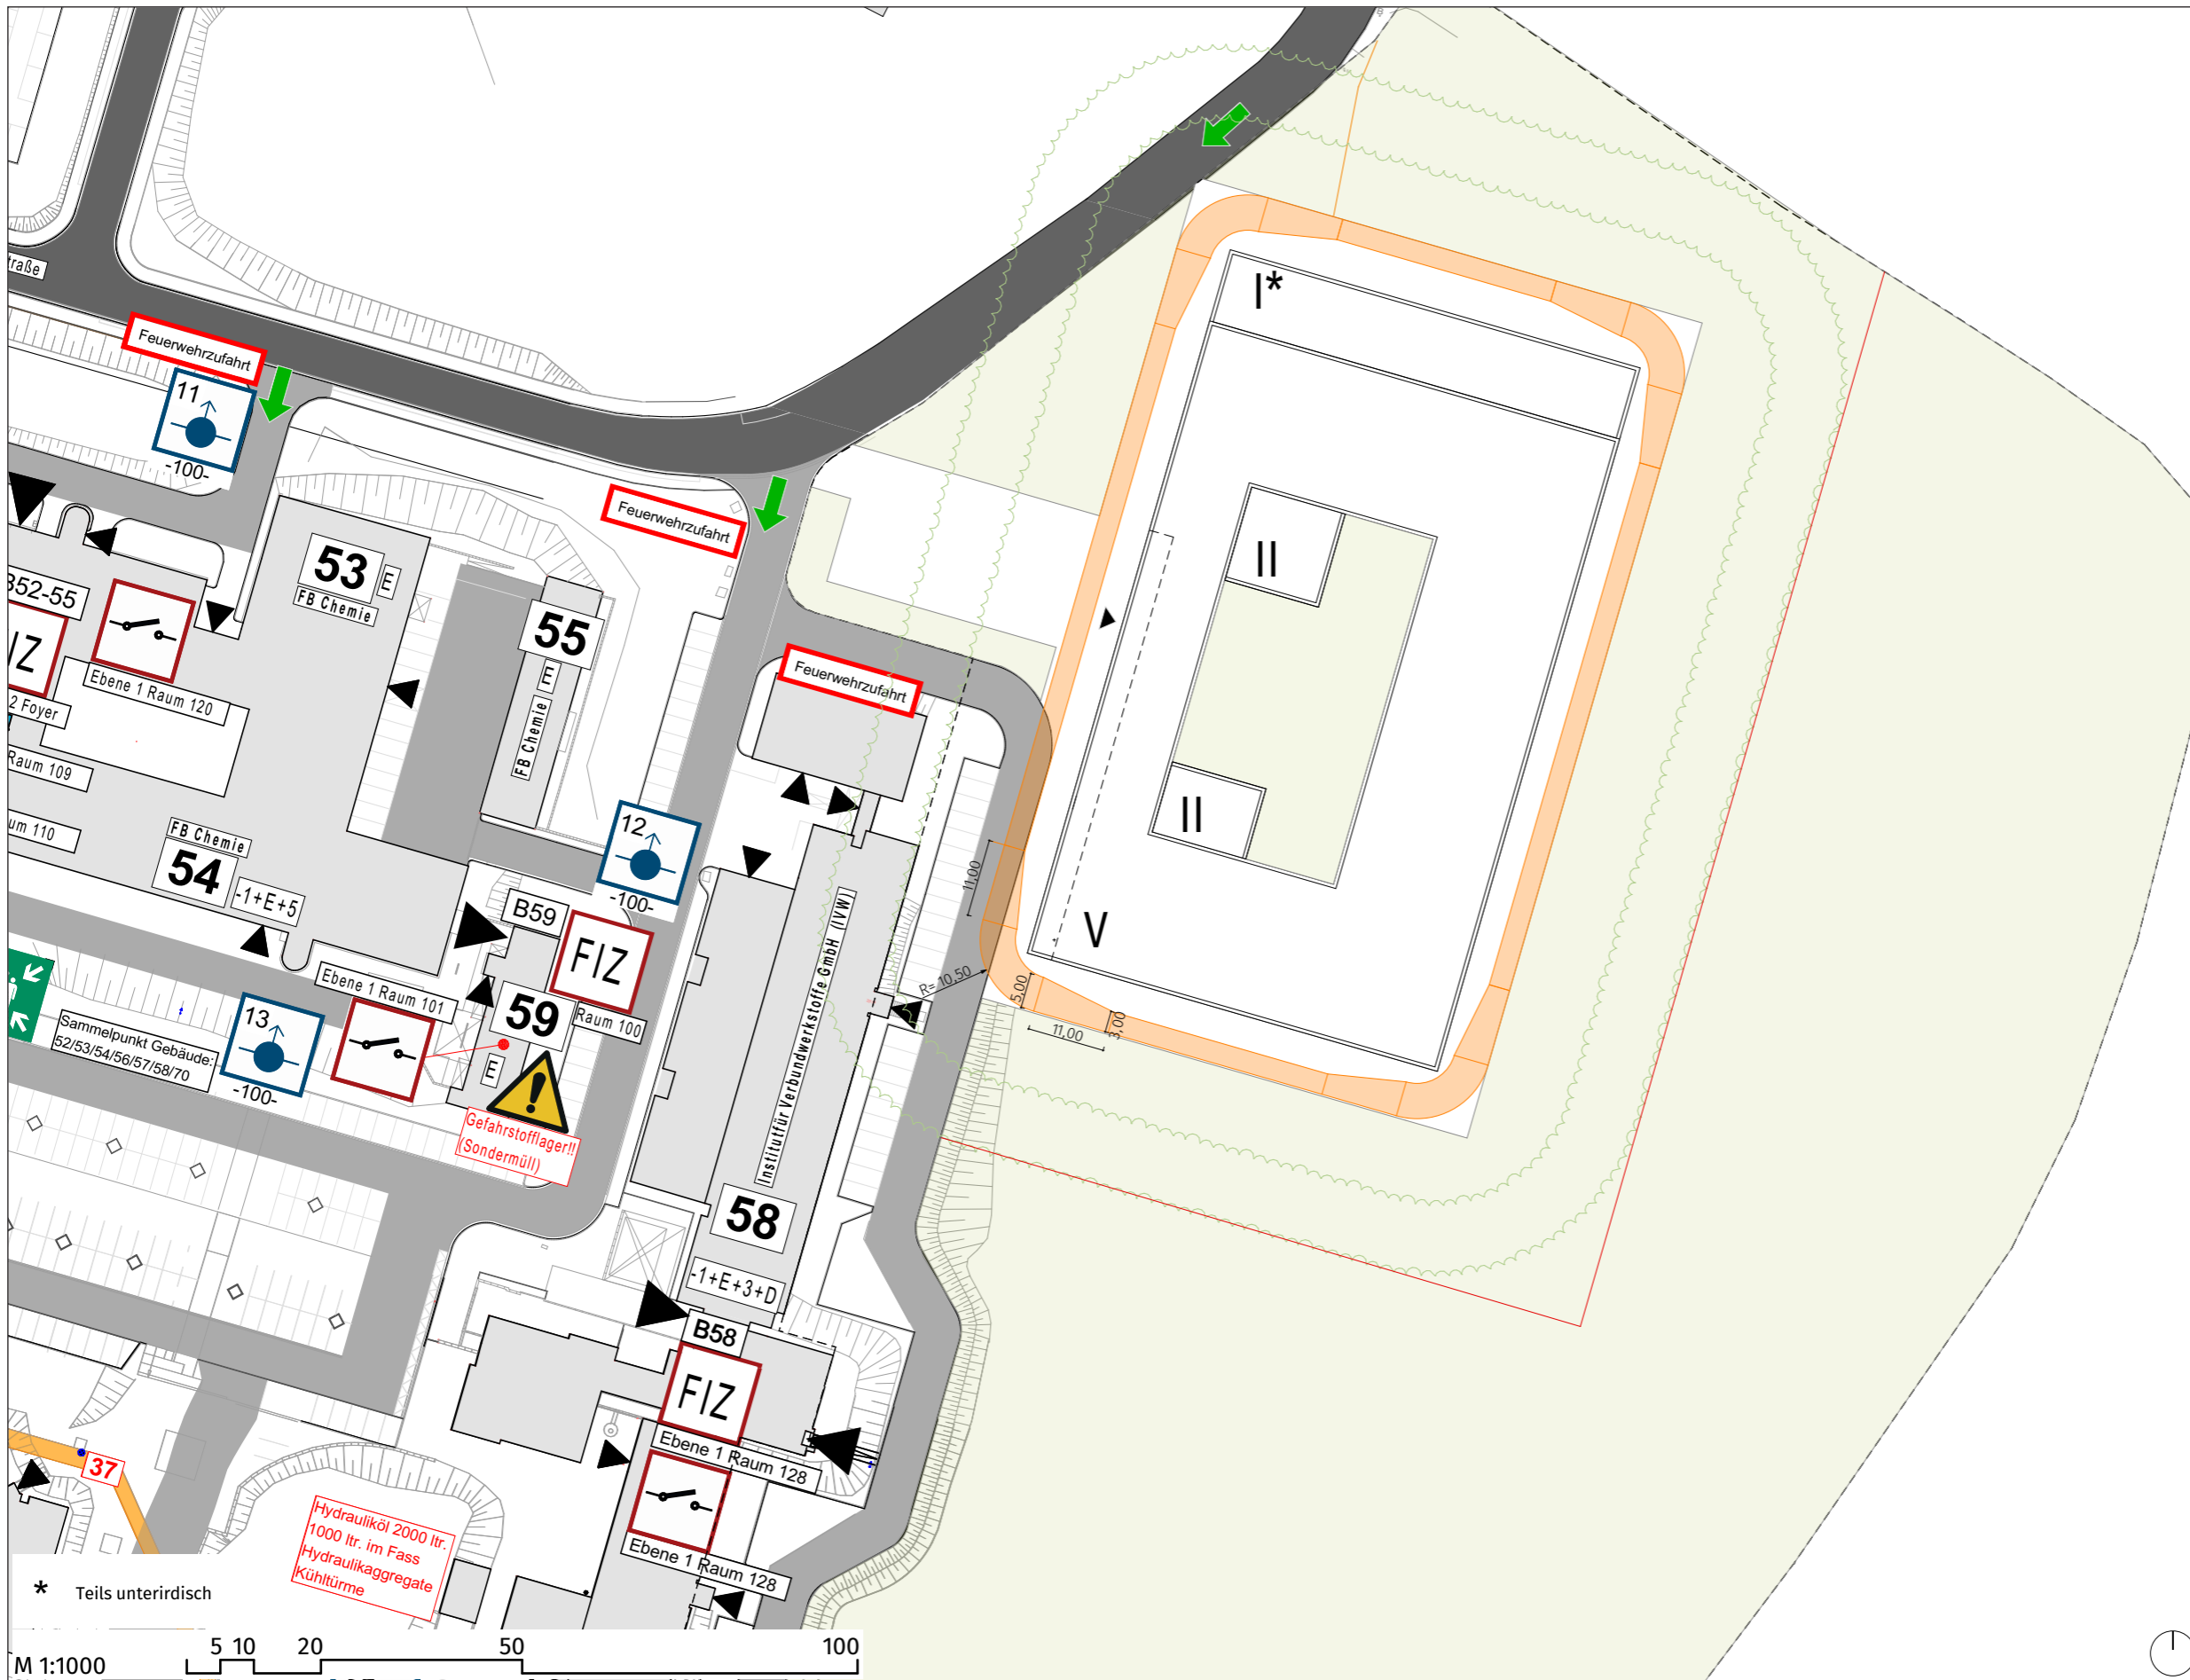 traße
Feuerwehrzufahrt
11
-100-
Feuerwehrzufahrt
I*
53
E
FB Chemie
B52-55
Ebene 1 Raum 120
2 Foyer
Raum 109
um 110
55
E
FB Chemie
Feuerwehrzufahrt
II
II
V
FB Chemie
54
-1+E+5
12
-100-
B59
FIZ
Raum 100
59
E
Ebene 1 Raum 101
13
-100-
Sammelpunkt Gebäude:
52/53/54/56/57/58/70
Gefahrstofflager!!
(Sondermüll)
Institut für Verbundwerkstoffe GmbH (IVW)
11,00
R= 10,50
5,00
11,00
3,00
58
-1+E+3+D
B58
FIZ
Ebene 1 Raum 128
Ebene 1 Raum 128
37
Hydrauliköl 2000 ltr.
1000 ltr. im Fass
Hydraulikaggregate
Kühltürme
* Teils unterirdisch
M 1:1000
5 10 20 50 100